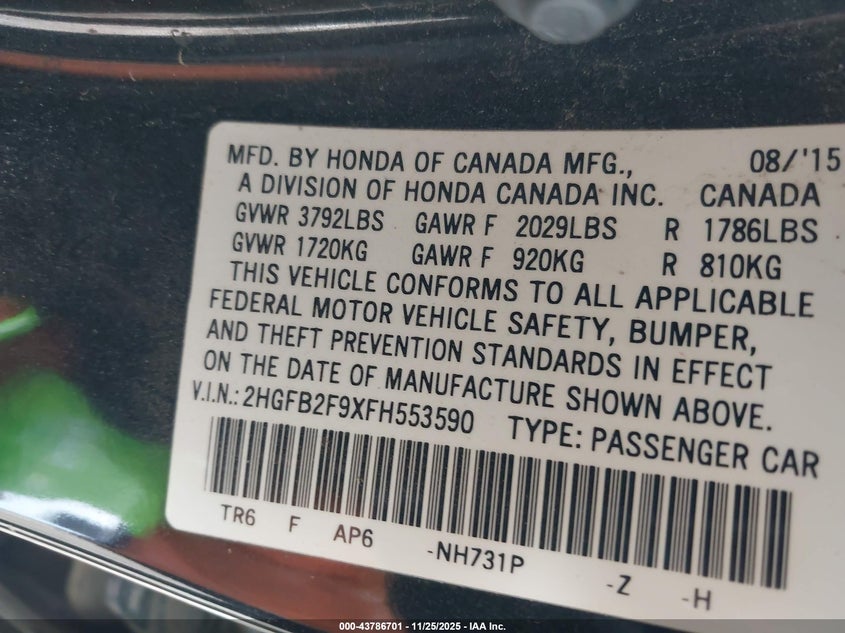 MFD. BY HONDA OF CANADA MFG., 08/'15
A DIVISION OF HONDA CANADA INC. CANADA
GVWR 3792LBS GAWR F 2029LBS R 1786LBS
GVWR 1720KG GAWR F 920KG R 810KG
THIS VEHICLE CONFORMS TO ALL APPLICABLE
FEDERAL MOTOR VEHICLE SAFETY, BUMPER,
AND THEFT PREVENTION STANDARDS IN EFFECT
ON THE DATE OF MANUFACTURE SHOWN ABOVE.
V.I.N.: 2HGFB2F9XFH553590 TYPE: PASSENGER CAR
TR6 F AP6 -NH731P -Z -H
000-43786701 - 11/25/2025 - IAA Inc.